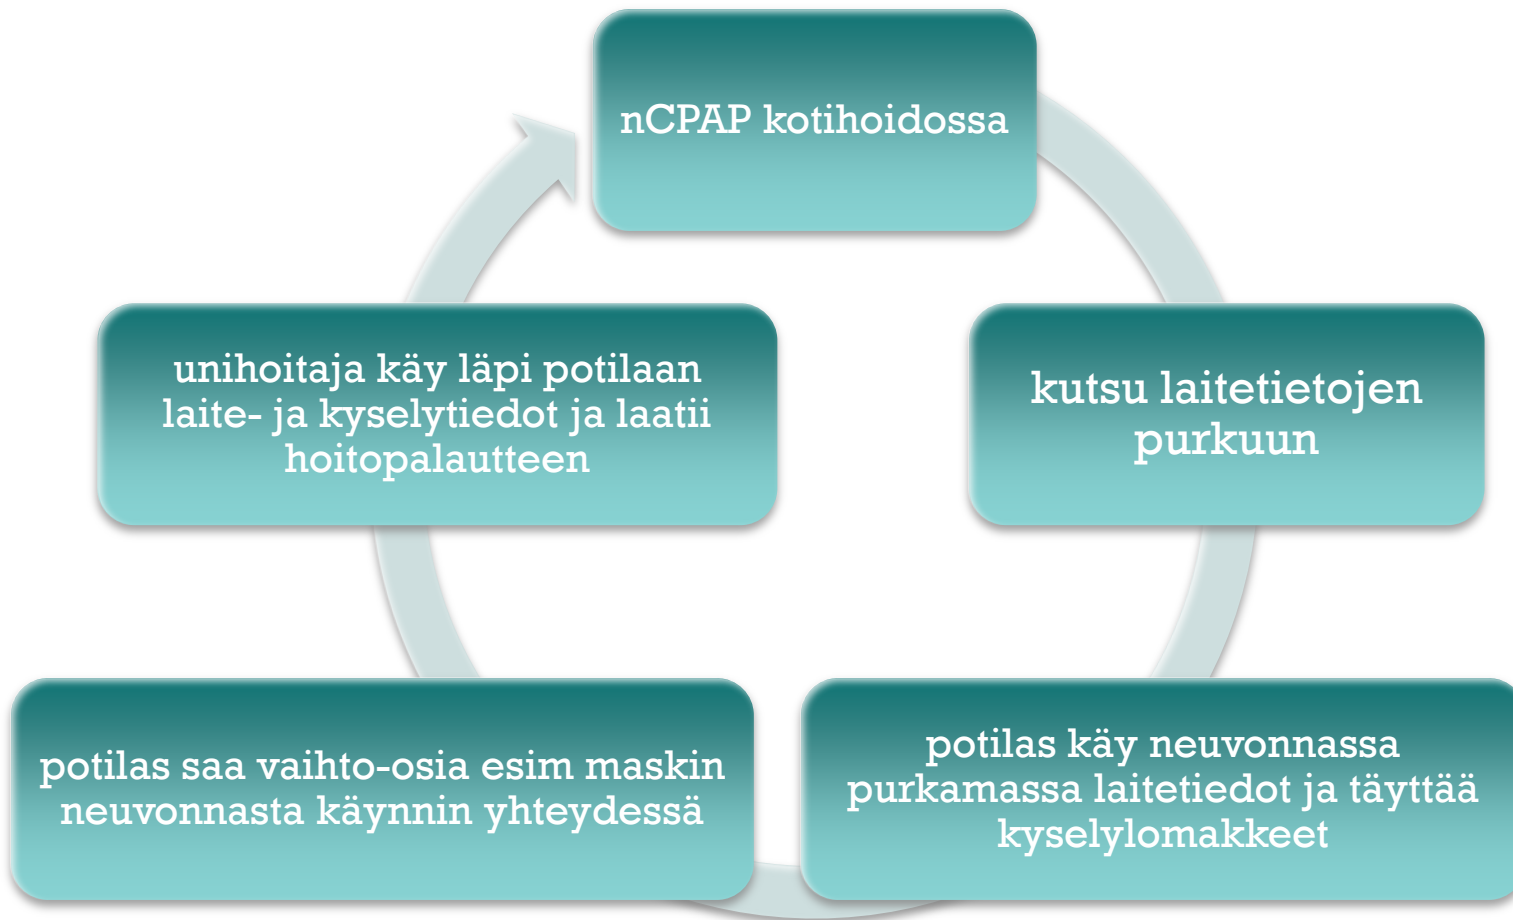 nCPAP kotihoidossa
kutsu laitetietojen
purkuun
potilas käy neuvonnassa
purkamassa laitetiedot ja täyttää
kyselylomakkeet
potilas saa vaihto-osia esim maskin
neuvonnasta käynnin yhteydessä
unihoitaja käy läpi potilaan
laite- ja kyselytiedot ja laatii
hoitopalautteen